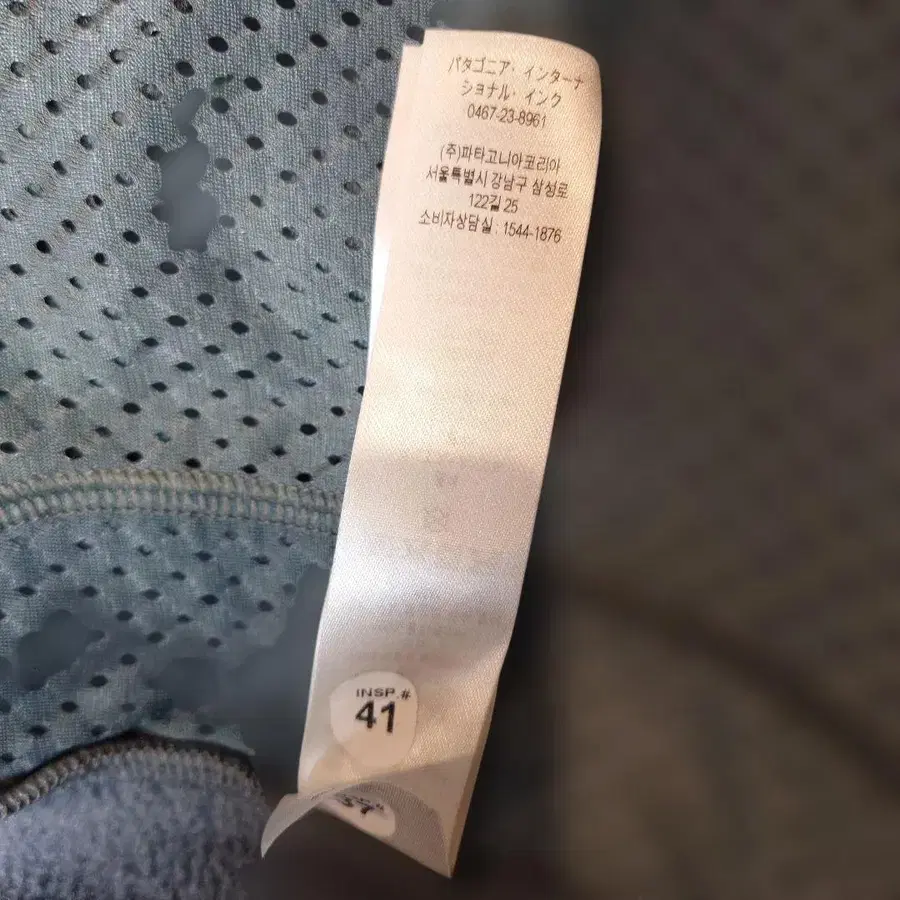 パタゴニア・インターナ
ショナル・インク
0467-23-8961
(주)파타고니아코리아
서울특별시 강남구 삼성로
122길 25
소비자상담실 : 1544-1876
INSP.#
41